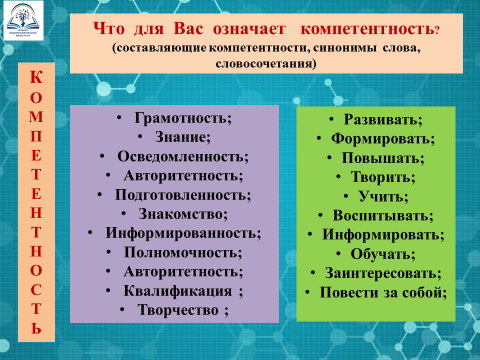 Что для Вас означает компетентность?
(составляющие компетентности, синонимы слова,
словосочетания)
К
О
М
П
Е
Т
Е
Н
Т
Н
О
С
Т
Ь
• Грамотность;
• Знание;
• Осведомленность;
• Авторитетность;
• Подготовленность;
• Знакомство;
• Информированность;
• Полномочность;
• Авторитетность;
• Квалификация ;
• Творчество ;
• Развивать;
• Формировать;
• Повышать;
• Творить;
• Учить;
• Воспитывать;
• Информировать;
• Обучать;
• Заинтересовать;
• Повести за собой;